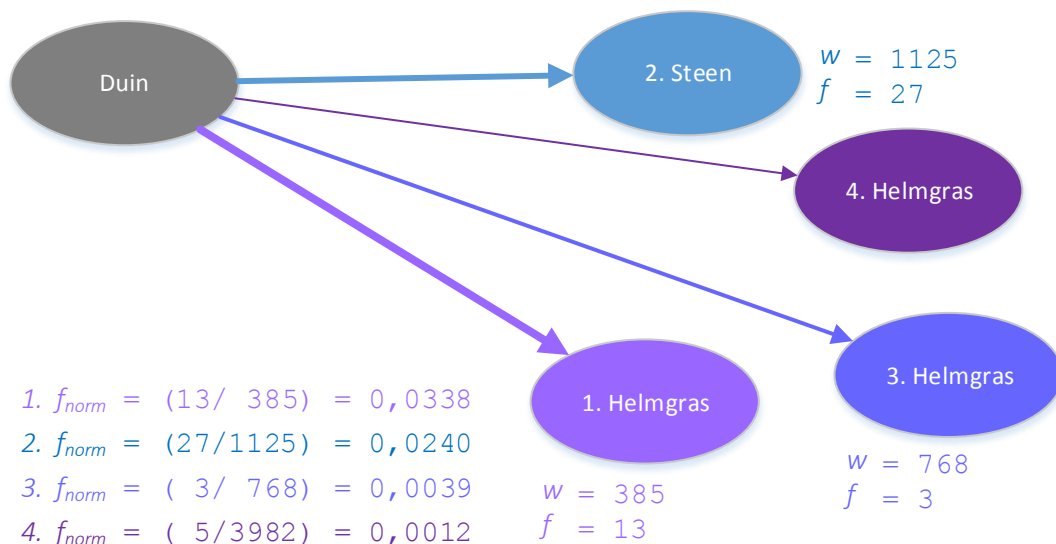 Duin
2. Steen
w = 1125
f = 27
4. Helmgras
3. Helmgras
w = 768
f = 3
1. Helmgras
w = 385
f = 13
1. fnorm = (13/ 385) = 0,0338
2. fnorm = (27/1125) = 0,0240
3. fnorm = ( 3/ 768) = 0,0039
4. fnorm = ( 5/3982) = 0,0012